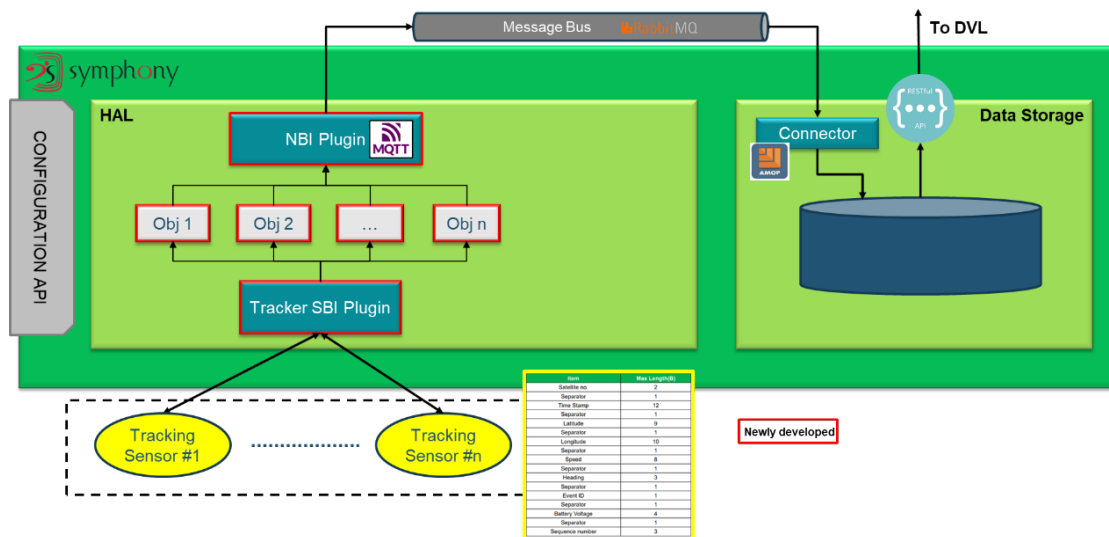 Message Bus RabbitMQ
To DVL
symphony
CONFIGURATION API
HAL
NBI Plugin
MQTT
Obj 1
Obj 2
...
Obj n
Tracker SBI Plugin
RESTful
{•••}
API
Data Storage
Connector
AMQP
Tracking
Sensor #1
Tracking
Sensor #n
Item Max Length(B)
Satellite no. 2
Separator 1
Time Stamp 12
Separator 1
Latitude 9
Separator 1
Longitude 10
Separator 1
Speed 8
Separator 1
Heading 3
Separator 1
Event ID 1
Separator 1
Battery Voltage 4
Separator 1
Sequence number 3
Newly developed